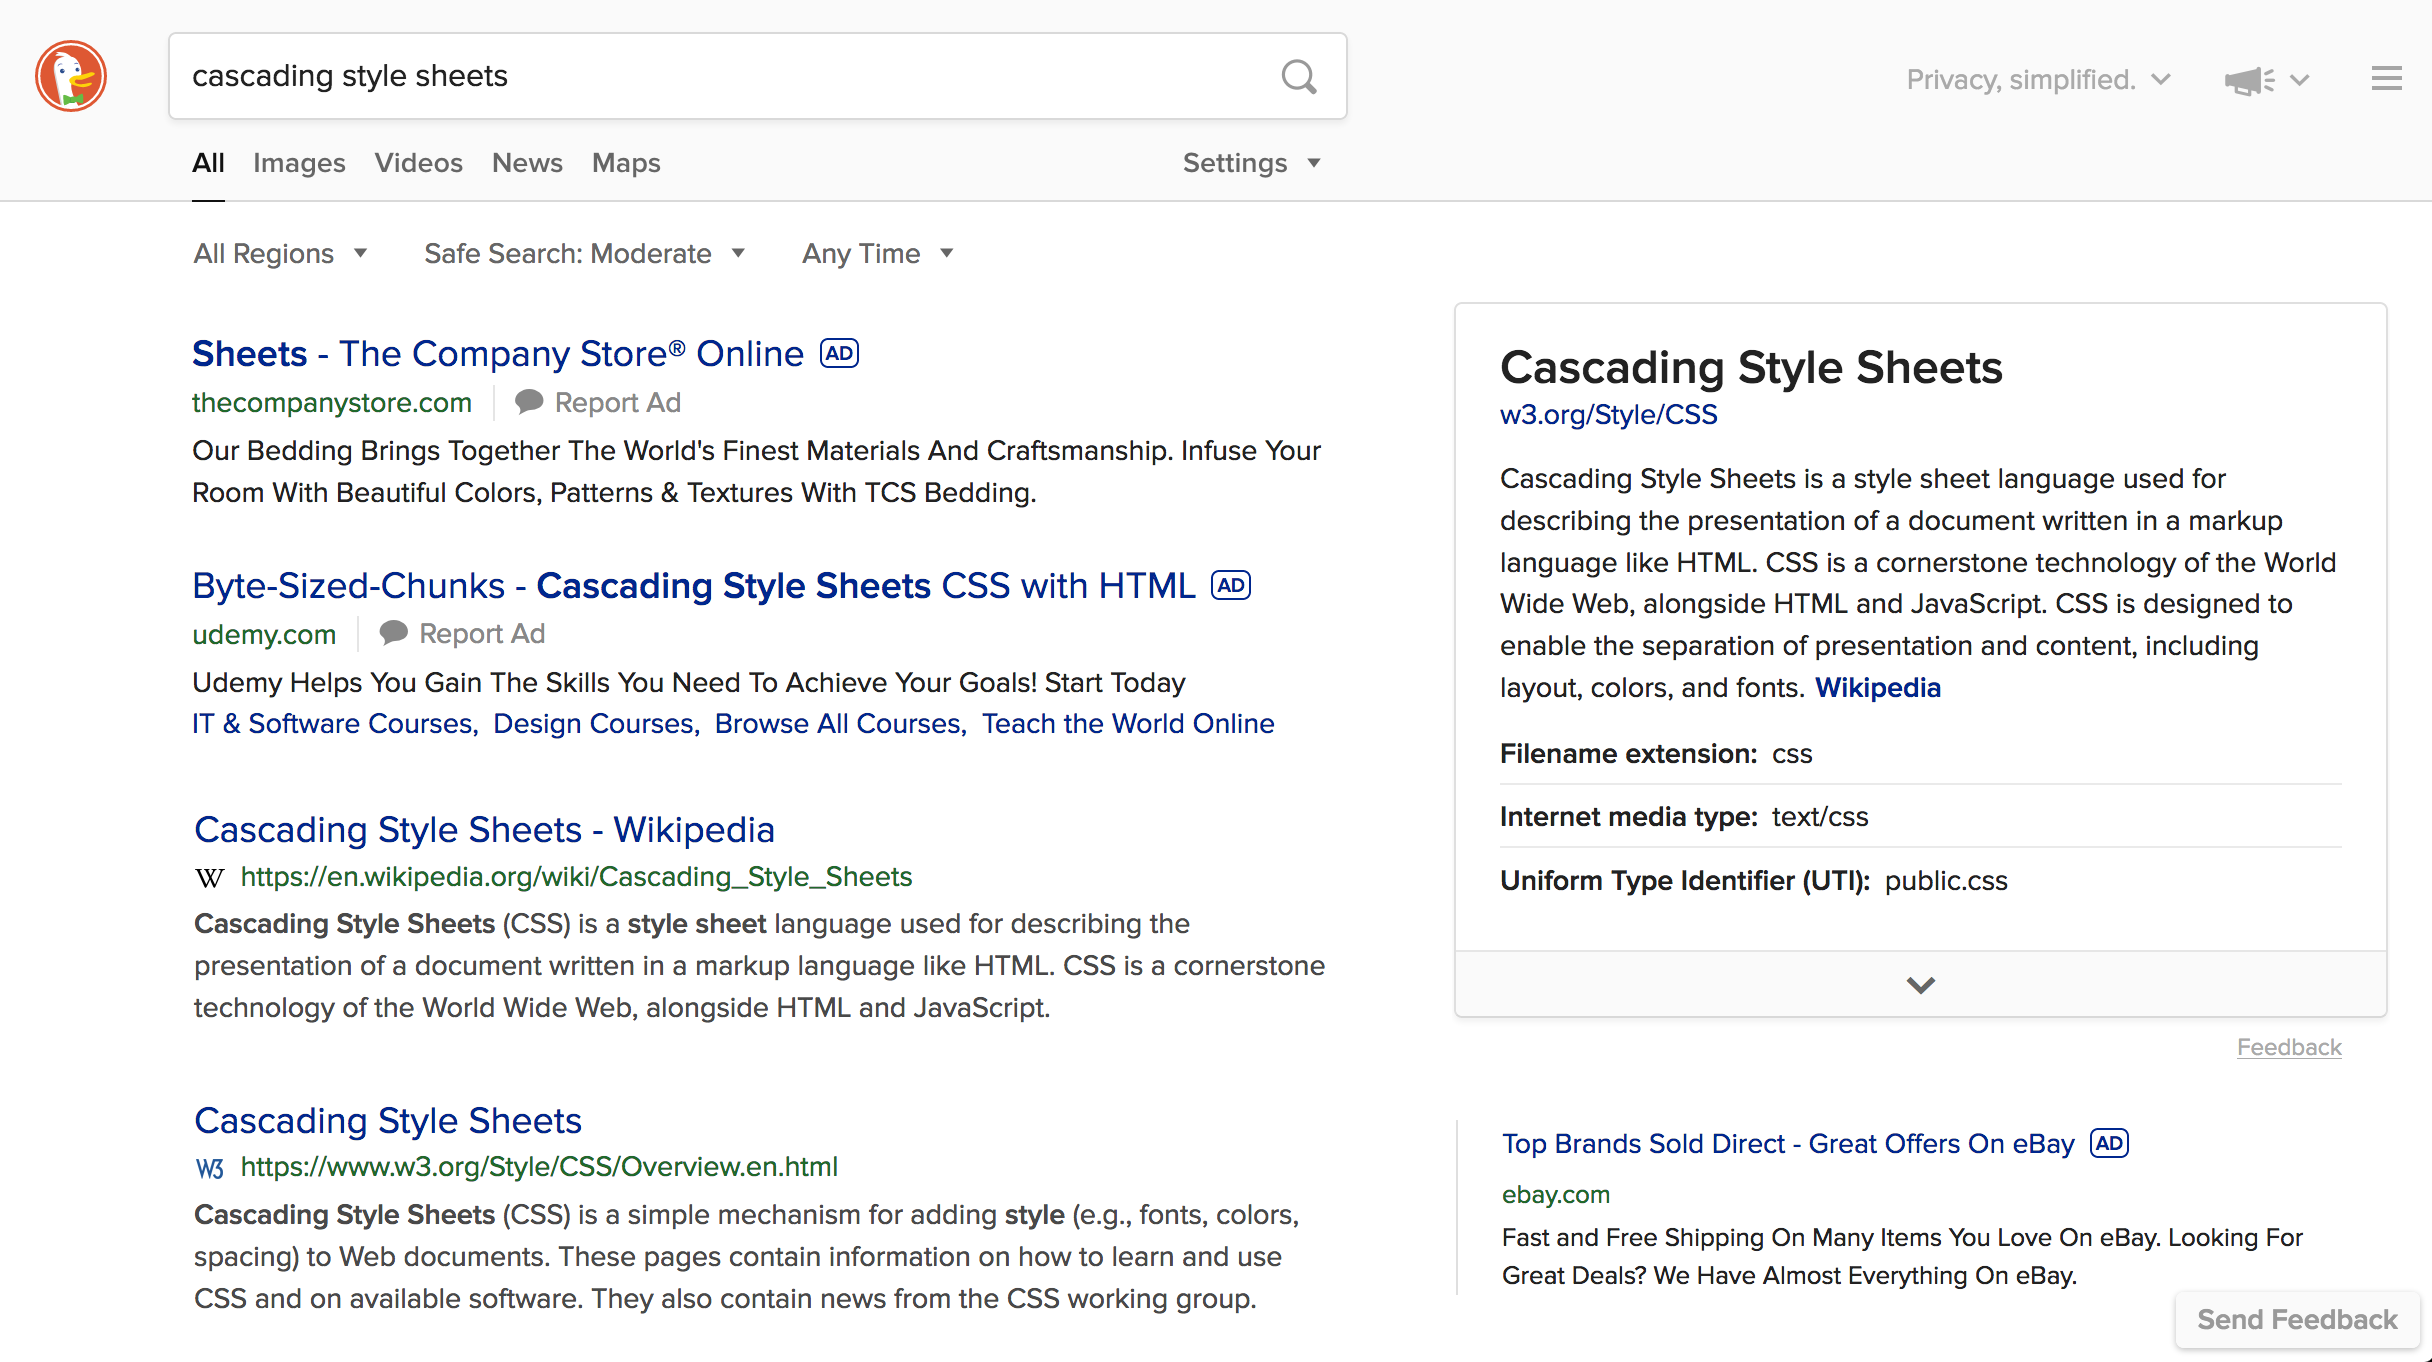 cascading style sheets
Privacy, simplified.
All Images Videos News Maps
Settings
All Regions Safe Search: Moderate Any Time
Sheets - The Company Store® Online AD
thecompanystore.com Report Ad
Our Bedding Brings Together The World's Finest Materials And Craftsmanship. Infuse Your
Room With Beautiful Colors, Patterns & Textures With TCS Bedding.
Byte-Sized-Chunks - Cascading Style Sheets CSS with HTML AD
udemy.com Report Ad
Udemy Helps You Gain The Skills You Need To Achieve Your Goals! Start Today
IT & Software Courses, Design Courses, Browse All Courses, Teach the World Online
Cascading Style Sheets - Wikipedia
W https://en.wikipedia.org/wiki/Cascading_Style_Sheets
Cascading Style Sheets (CSS) is a style sheet language used for describing the
presentation of a document written in a markup language like HTML. CSS is a cornerstone
technology of the World Wide Web, alongside HTML and JavaScript.
Cascading Style Sheets
W3 https://www.w3.org/Style/CSS/Overview.en.html
Cascading Style Sheets (CSS) is a simple mechanism for adding style (e.g., fonts, colors,
spacing) to Web documents. These pages contain information on how to learn and use
CSS and on available software. They also contain news from the CSS working group.
Cascading Style Sheets
w3.org/Style/CSS
Cascading Style Sheets is a style sheet language used for
describing the presentation of a document written in a markup
language like HTML. CSS is a cornerstone technology of the World
Wide Web, alongside HTML and JavaScript. CSS is designed to
enable the separation of presentation and content, including
layout, colors, and fonts. Wikipedia
Filename extension: css
Internet media type: text/css
Uniform Type Identifier (UTI): public.css
Feedback
Top Brands Sold Direct - Great Offers On eBay AD
ebay.com
Fast and Free Shipping On Many Items You Love On eBay. Looking For
Great Deals? We Have Almost Everything On eBay.
Send Feedback